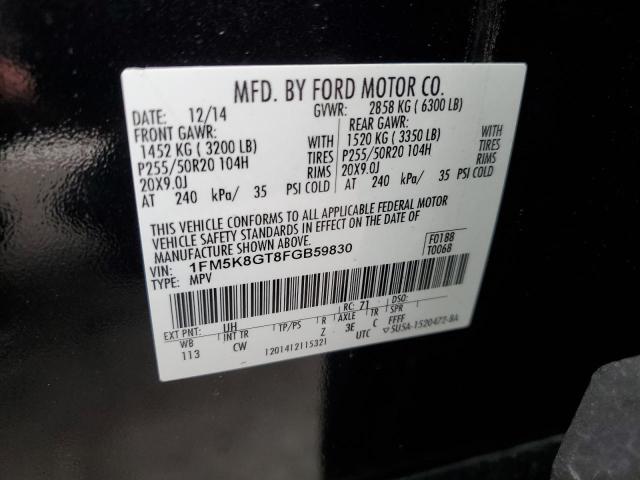 MFD. BY FORD MOTOR CO.
DATE: 12/14 GVWR: 2858 KG ( 6300 LB)
FRONT GAWR: REAR GAWR:
1452 KG ( 3200 LB) WITH 1520 KG ( 3350 LB) WITH
P255/50R20 104H TIRES P255/50R20 104H TIRES
20X9.0J RIMS 20X9.0J RIMS
AT 240 kPa/ 35 PSI COLD AT 240 kPa/ 35 PSI COLD
THIS VEHICLE CONFORMS TO ALL APPLICABLE FEDERAL MOTOR
VEHICLE SAFETY STANDARDS IN EFFECT ON THE DATE OF
MANUFACTURE SHOWN ABOVE.
VIN: 1FM5K8GT8FGB59830 F0188
TYPE: MPV T0068
EXT PNT: UH RC: 71 DSO:
WB INT TR TP/PS R AXLE TR SPR
113 CW Z 3E C FFFF
1201412115321 UTC ▽5U5A-1520472-BA